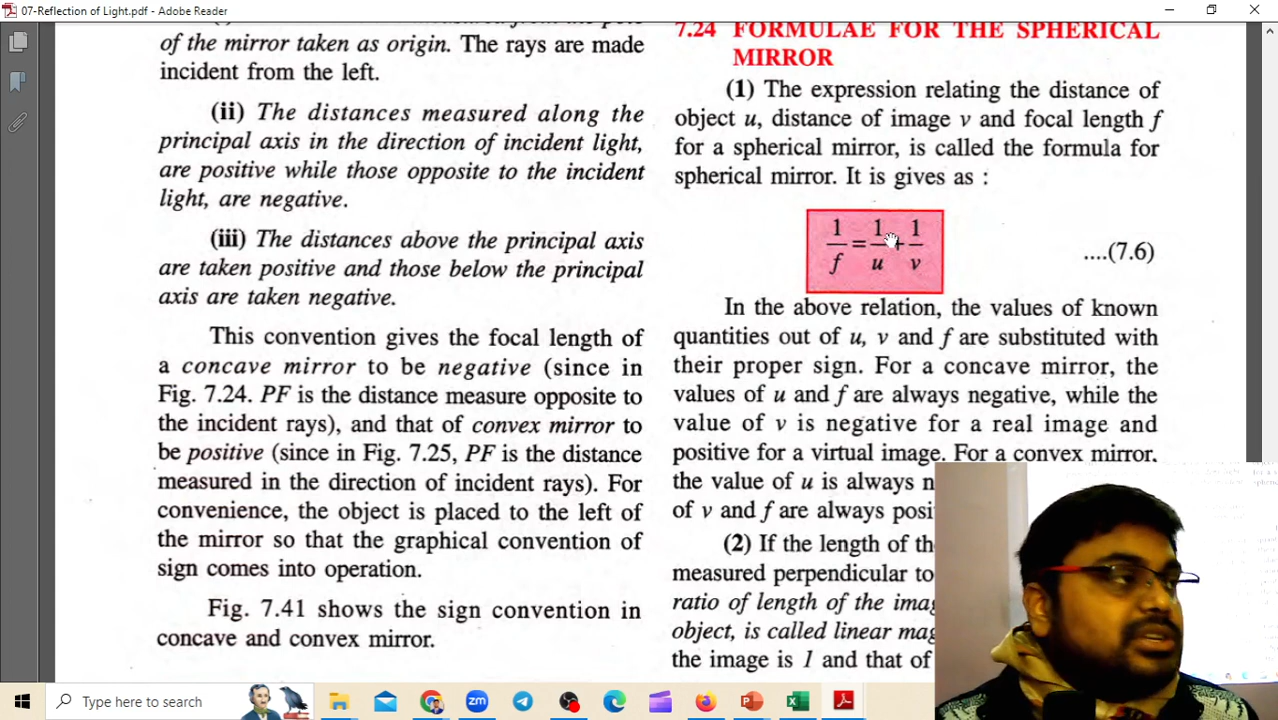 07-Reflection of Light.pdf - Adobe Reader
of the mirror taken as origin. The rays are made
incident from the left.
(ii) The distances measured along the
principal axis in the direction of incident light,
are positive while those opposite to the incident
light, are negative.
(iii) The distances above the principal axis
are taken positive and those below the principal
axis are taken negative.
This convention gives the focal length of
a concave mirror to be negative (since in
Fig. 7.24. PF is the distance measure opposite to
the incident rays), and that of convex mirror to
be positive (since in Fig. 7.25, PF is the distance
measured in the direction of incident rays). For
convenience, the object is placed to the left of
the mirror so that the graphical convention of
sign comes into operation.
Fig. 7.41 shows the sign convention in
concave and convex mirror.
7.24 FORMULAE FOR THE SPHERICAL
MIRROR
(1) The expression relating the distance of
object u, distance of image v and focal length f
for a spherical mirror, is called the formula for
spherical mirror. It is gives as :
1/f = 1/u + 1/v ....(7.6)
In the above relation, the values of known
quantities out of u, v and f are substituted with
their proper sign. For a concave mirror, the
values of u and f are always negative, while the
value of v is negative for a real image and
positive for a virtual image. For a convex mirror,
the value of u is always n
of v and f are always posi
(2) If the length of th
measured perpendicular to
ratio of length of the ima
object, is called linear ma
the image is I and that of
Type here to search